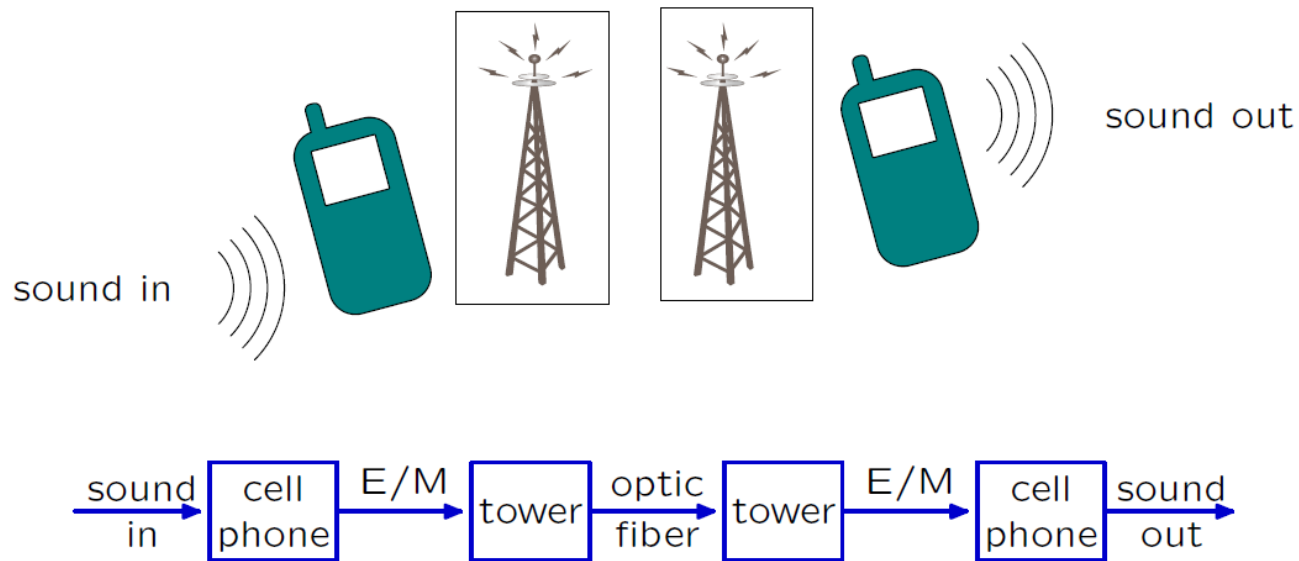 sound out
sound in
sound
in
cell
phone
E/M
tower
optic
fiber
tower
E/M
cell
phone
sound
out